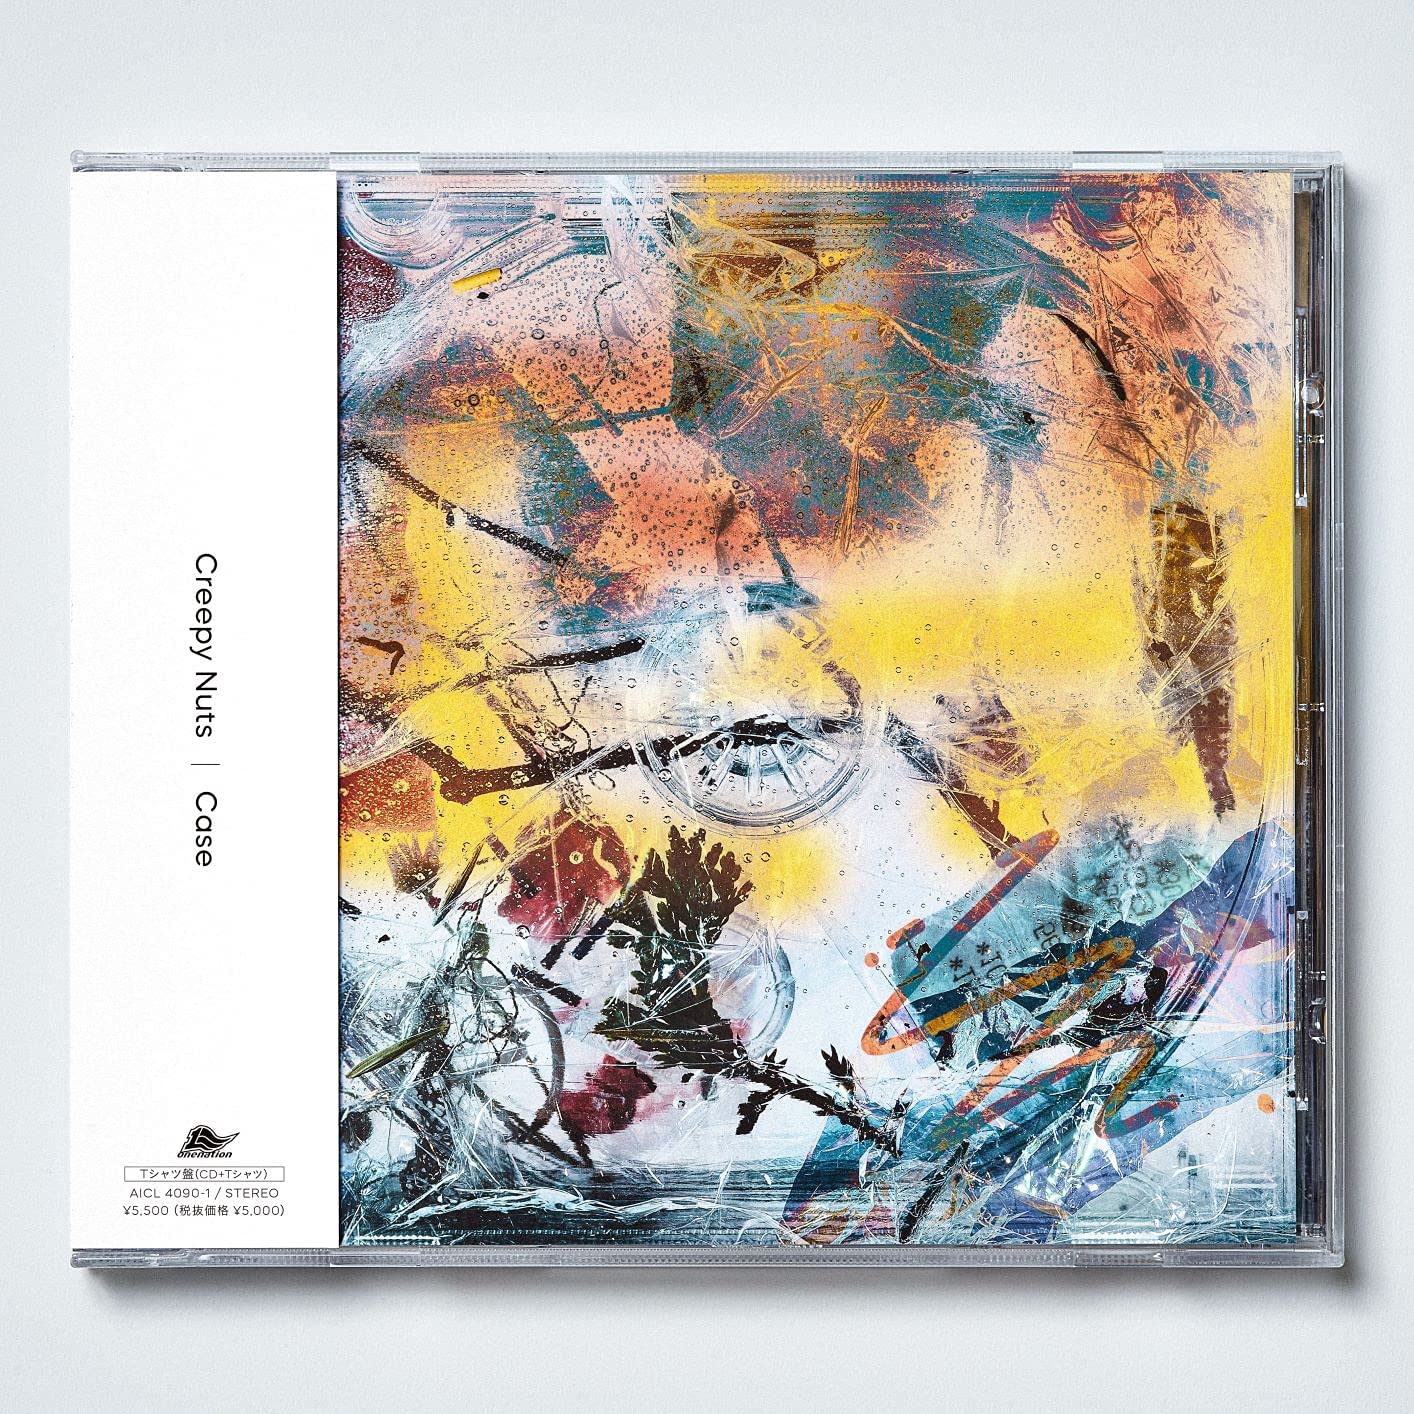 Creepy Nuts | Case
onenation
Tシャツ盤(CD+Tシャツ)
AICL 4090-1 / STEREO
¥5,500 (税抜価格 ¥5,000)